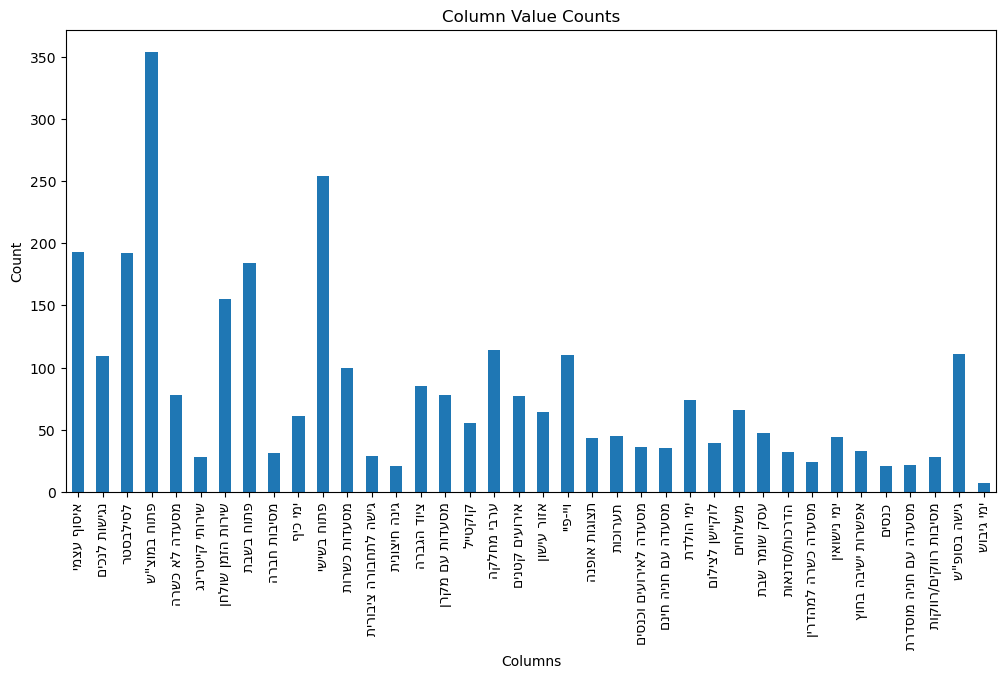 Column Value Counts
350
300
250
200
150
100
50
0
Count
איסוף עצמי
נגישות לנכים
לסילבסטר
פתוח במוצ"ש
מסעדה לא כשרה
שירות קייטרינג
שירות הזמן שולחן
פתוח בשבת
מסיבות חברה
ימי כיף
פתוח בשישי
מסעדות כשרות
גישה לתחבורה ציבורית
גינה חיצונית
ציוד הגברה
מסעדות עם מקרן
קוקטייל
ערבי מחלקה
אירועים קטנים
אזור עישון
ויי-פיי
תצוגות אופנה
תערוכות
מסעדה לאירועים וכנסים
מסעדה עם חניה חינם
ימי הולדת
לוקיישן לצילום
משלוחים
עסק שומר שבת
הדרכות/סדנאות
מסעדה כשרה למהדרין
ימי נישואין
אפשרות ישיבה בחוץ
כנסים
מסעדה עם חניה מוסדרת
מסיבות רווקים/רווקות
גישה בסופ"ש
ימי גיבוש
Columns